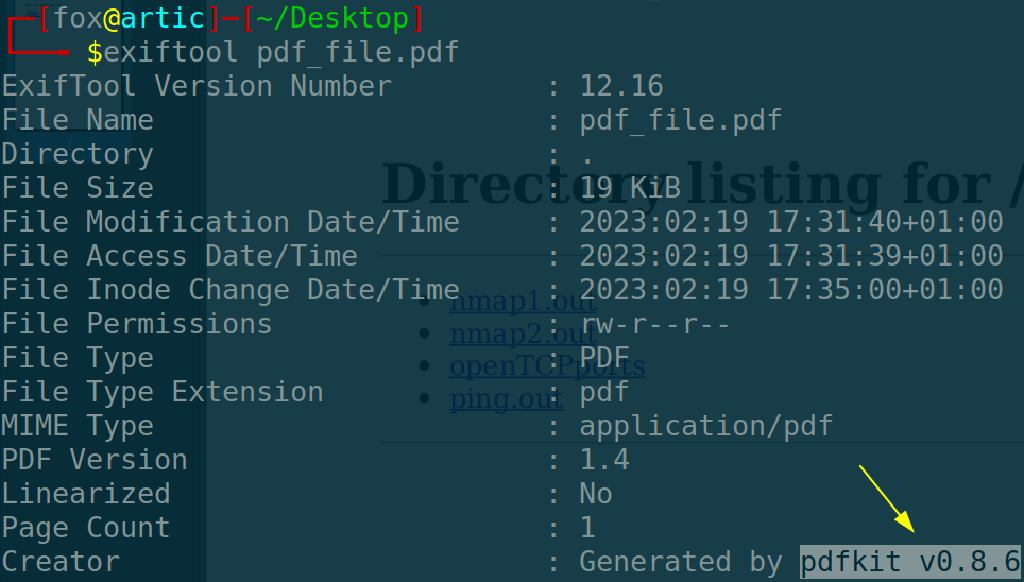 [fox@artic]─[~/Desktop]
$exiftool pdf_file.pdf
ExifTool Version Number : 12.16
File Name : pdf_file.pdf
Directory : .
File Size : 19 KiB
File Modification Date/Time : 2023:02:19 17:31:40+01:00
File Access Date/Time : 2023:02:19 17:31:39+01:00
File Inode Change Date/Time : 2023:02:19 17:35:00+01:00
File Permissions : rw-r--r--
File Type : PDF
File Type Extension : pdf
MIME Type : application/pdf
PDF Version : 1.4
Linearized : No
Page Count : 1
Creator : Generated by pdfkit v0.8.6
Directory listing for /
nmap1.out
nmap2.out
openTCPports
ping.out